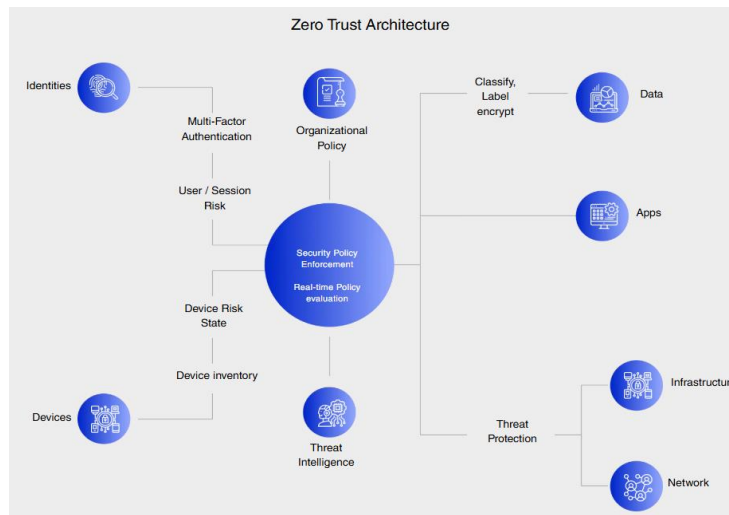 Zero Trust Architecture
Identities
Multi-Factor
Authentication
User / Session
Risk
Organizational
Policy
Classify,
Label
encrypt
Data
Apps
Security Policy
Enforcement
Real-time Policy
evaluation
Device Risk
State
Device inventory
Devices
Threat
Intelligence
Threat
Protection
Infrastructur
Network